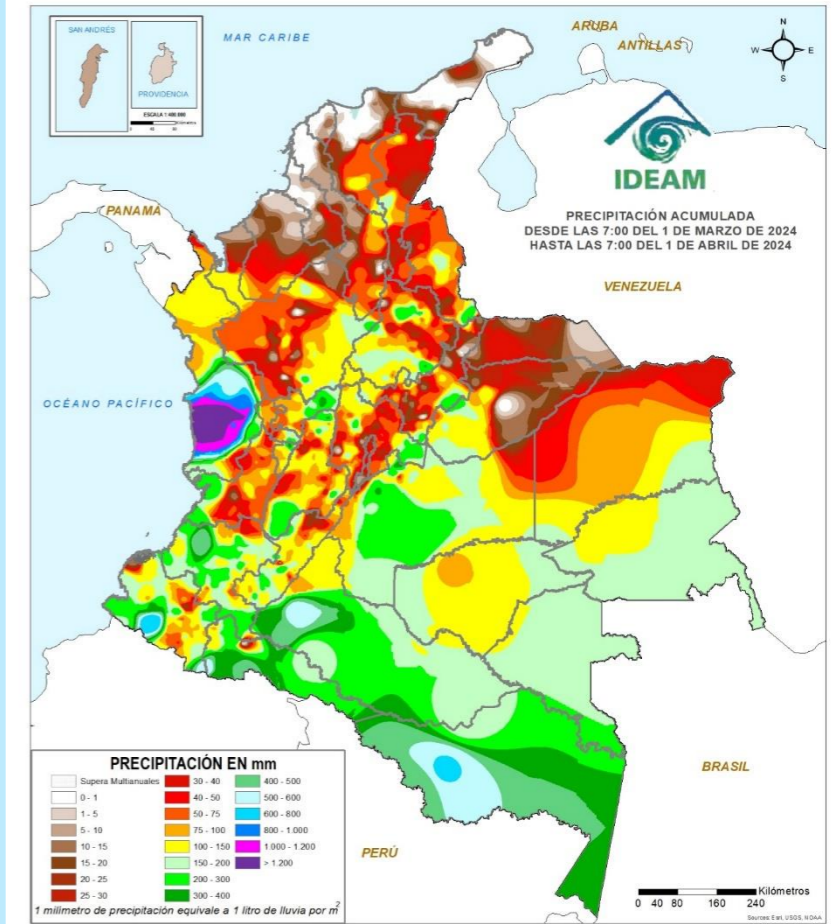 SAN ANDRÉS
PROVIDENCIA
ESCALA 1:400.000
MAR CARIBE
ARUBA
ANTILLAS
N
W
E
S
IDEAM
PANAMA
PRECIPITACIÓN ACUMULADA
DESDE LAS 7:00 DEL 1 DE MARZO DE 2024
HASTA LAS 7:00 DEL 1 DE ABRIL DE 2024
VENEZUELA
OCÉANO PACÍFICO
BRASIL
PERÚ
PRECIPITACIÓN EN mm
Supera Multianuales
0 - 1
1 - 5
5 - 10
10 - 15
15 - 20
20 - 25
25 - 30
30 - 40
40 - 50
50 - 75
75 - 100
100 - 150
150 - 200
200 - 300
300 - 400
400 - 500
500 - 600
600 - 800
800 - 1.000
1.000 - 1.200
> 1.200
1 milimetro de precipitación equivale a 1 litro de lluvia por m²
Kilómetros
0 40 80 160 240
Sources: Esri, USGS, NOAA